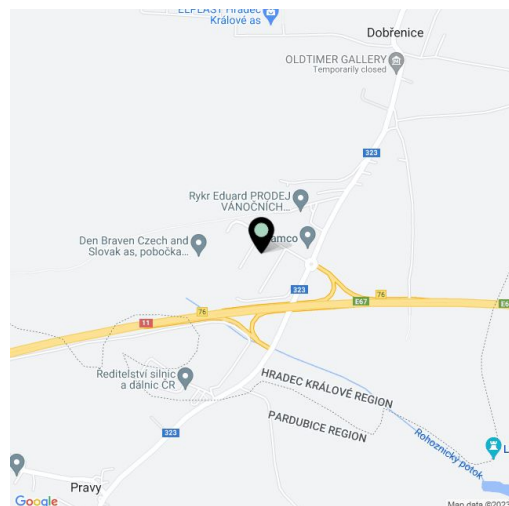 ELPLAST Hradec
Králové as
Dobřenice
OLDTIMER GALLERY
Temporarily closed
323
Rykr Eduard PRODEJ
VÁNOČNÍCH...
Den Braven Czech and
Slovak as, pobočka...
amco
323
76
E67
76
11
Ředitelství silnic
a dálnic ČR
HRADEC KRÁLOVÉ REGION
PARDUBICE REGION
323
Rohoznický potok
Pravy
Google
Map data ©2023